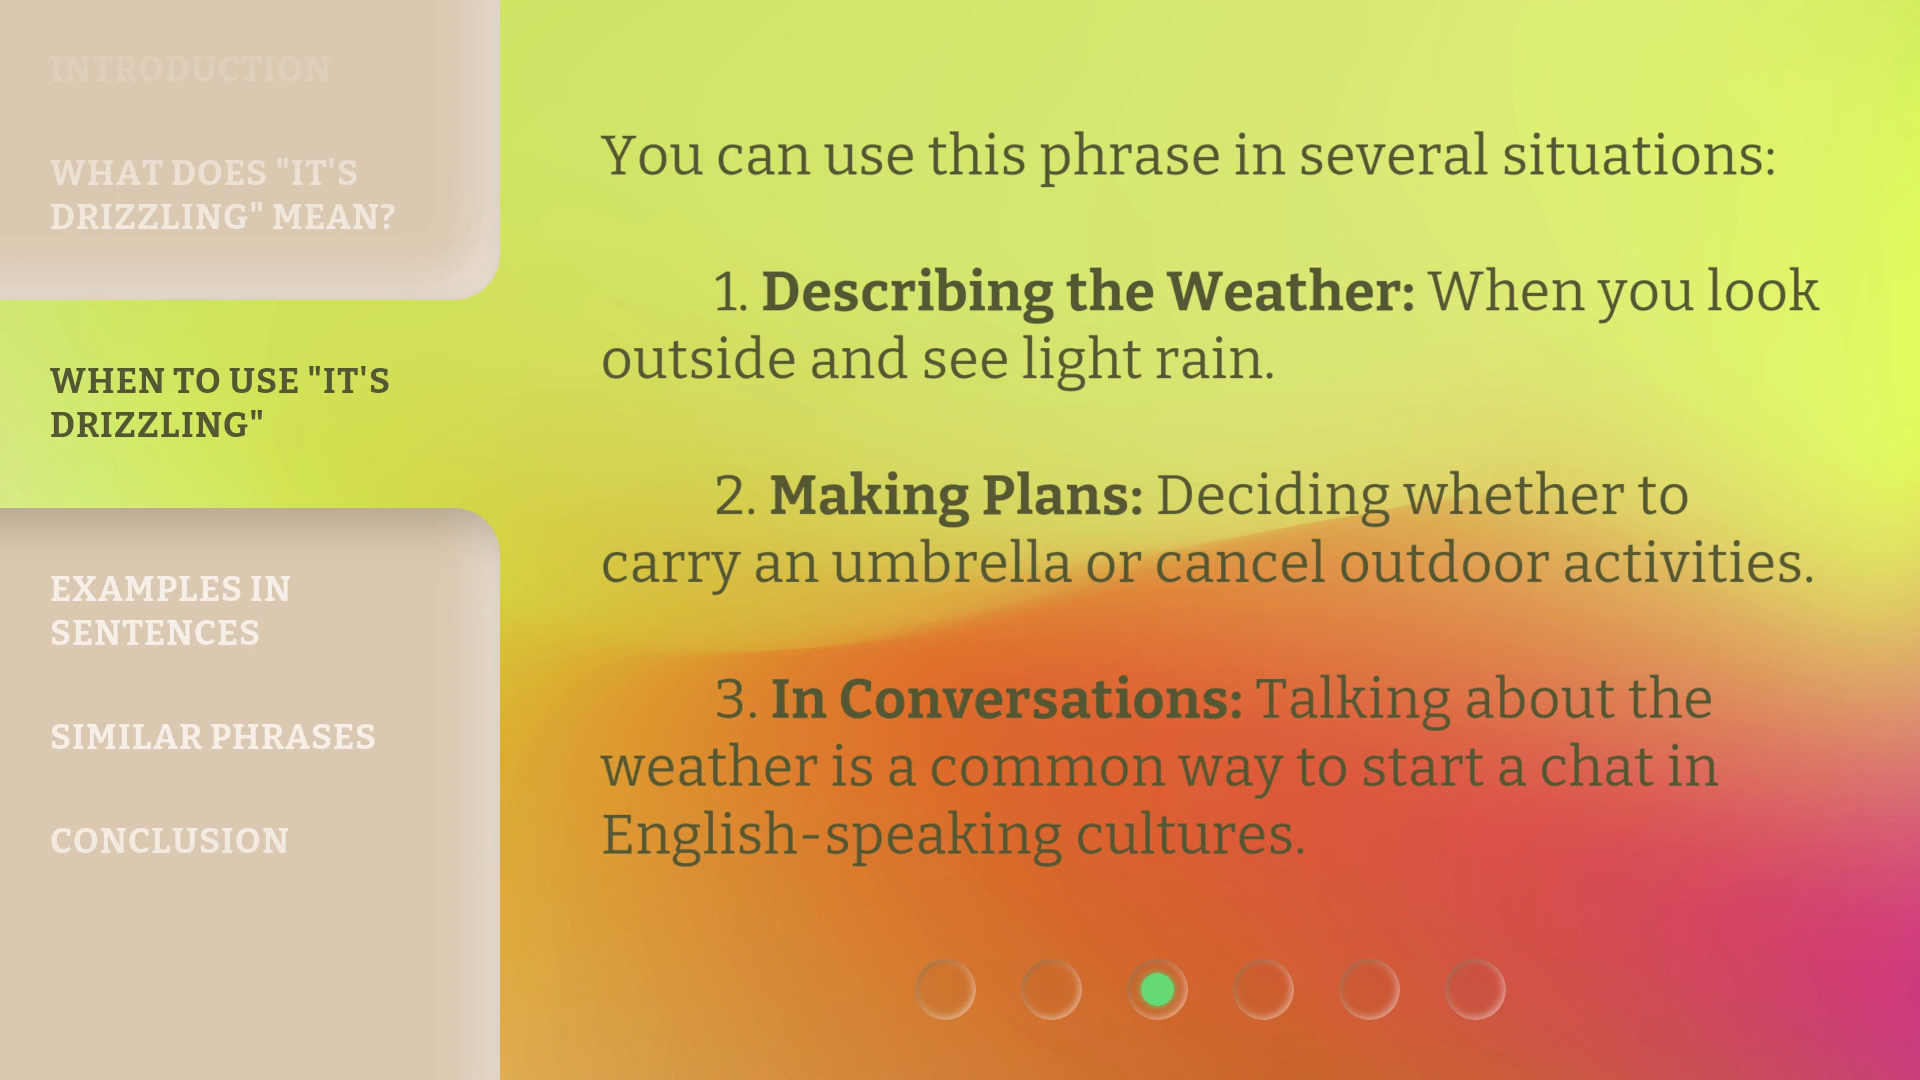 INTRODUCTION
WHAT DOES "IT'S
DRIZZLING" MEAN?
WHEN TO USE "IT'S
DRIZZLING"
EXAMPLES IN
SENTENCES
SIMILAR PHRASES
CONCLUSION
You can use this phrase in several situations:
1. Describing the Weather: When you look
outside and see light rain.
2. Making Plans: Deciding whether to
carry an umbrella or cancel outdoor activities.
3. In Conversations: Talking about the
weather is a common way to start a chat in
English-speaking cultures.